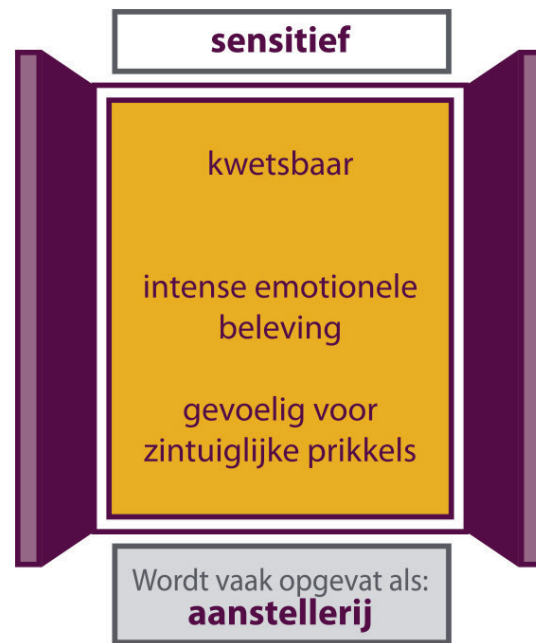 sensitief
kwetsbaar
intense emotionele
beleving
gevoelig voor
zintuiglijke prikkels
Wordt vaak opgevat als:
aanstellerij